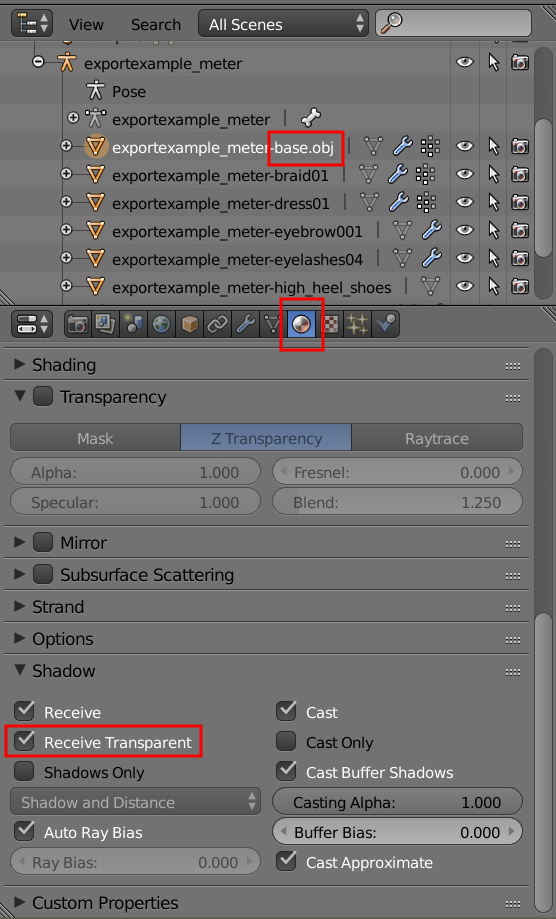 View Search All Scenes
exportexample_meter
Pose
exportexample_meter
exportexample_meter-base.obj
exportexample_meter-braid01
exportexample_meter-dress01
exportexample_meter-eyebrow001
exportexample_meter-eyelashes04
exportexample_meter-high_heel_shoes
Shading
Transparency
Mask Z Transparency Raytrace
Alpha: 1.000 Fresnel: 0.000
Specular: 1.000 Blend: 1.250
Mirror
Subsurface Scattering
Strand
Options
Shadow
Receive Cast
Receive Transparent Cast Only
Shadows Only Cast Buffer Shadows
Shadow and Distance Casting Alpha: 1.000
Auto Ray Bias Buffer Bias: 0.000
Ray Bias: 0.000 Cast Approximate
Custom Properties